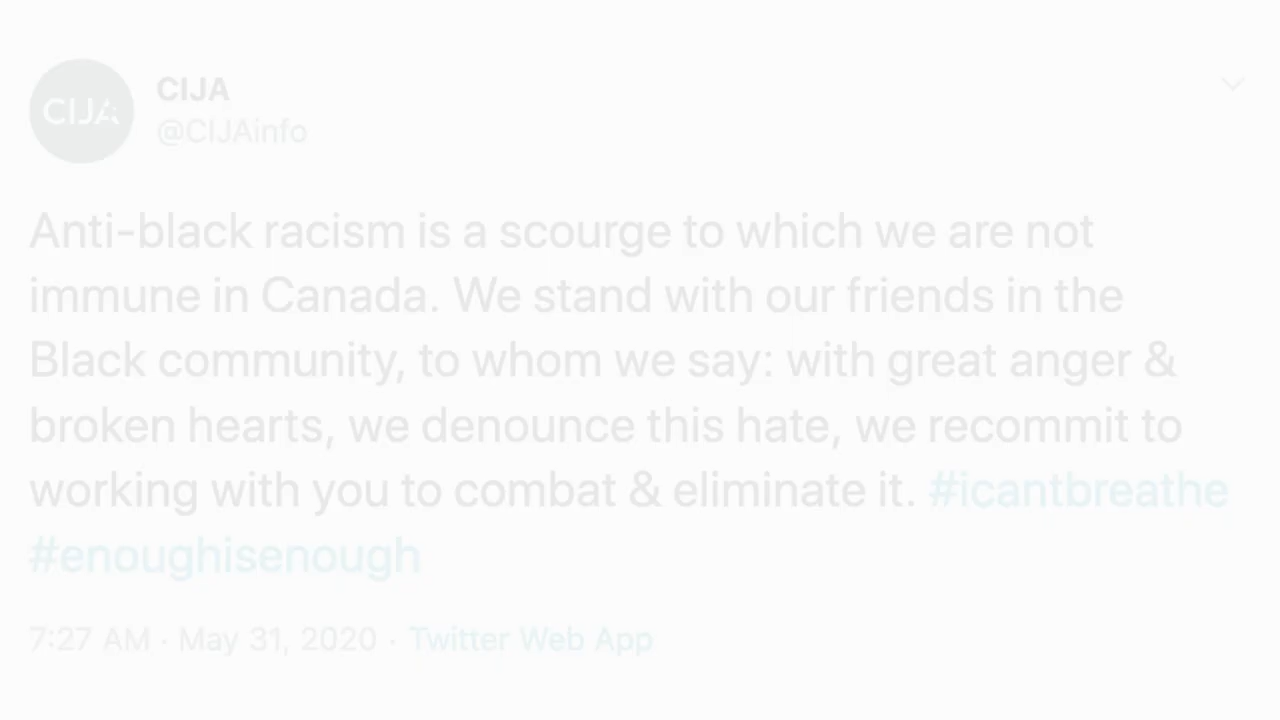 CIJA
CIJA
@CIJAinfo
Anti-black racism is a scourge to which we are not
immune in Canada. We stand with our friends in the
Black community, to whom we say: with great anger &
broken hearts, we denounce this hate, we recommit to
working with you to combat & eliminate it. #icantbreathe
#enoughisenough
7:27 AM · May 31, 2020 · Twitter Web App